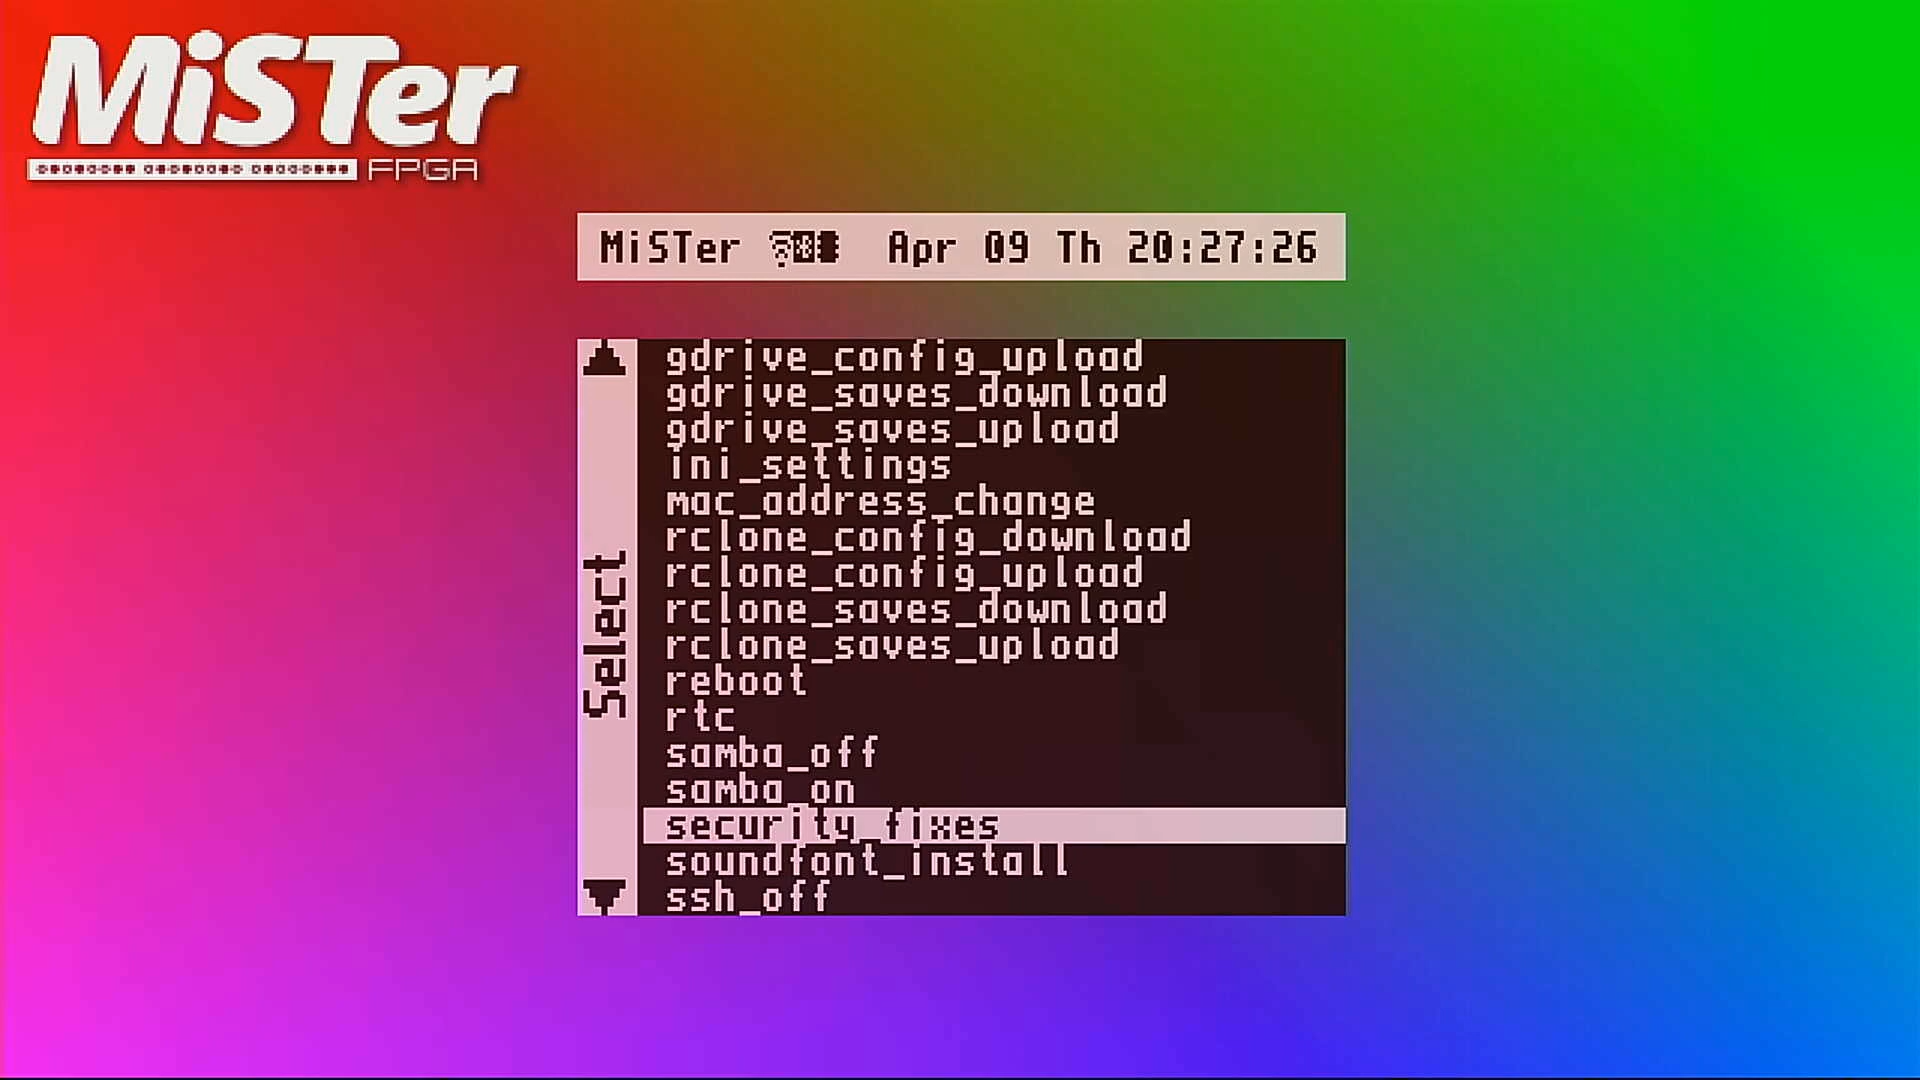 MiSTer
FPGA
MiSTer Apr 09 Th 20:27:26
Select
gdrive_config_upload
gdrive_saves_download
gdrive_saves_upload
ini_settings
mac_address_change
rclone_config_download
rclone_config_upload
rclone_saves_download
rclone_saves_upload
reboot
rtc
samba_off
samba_on
security_fixes
soundfont_install
ssh_off